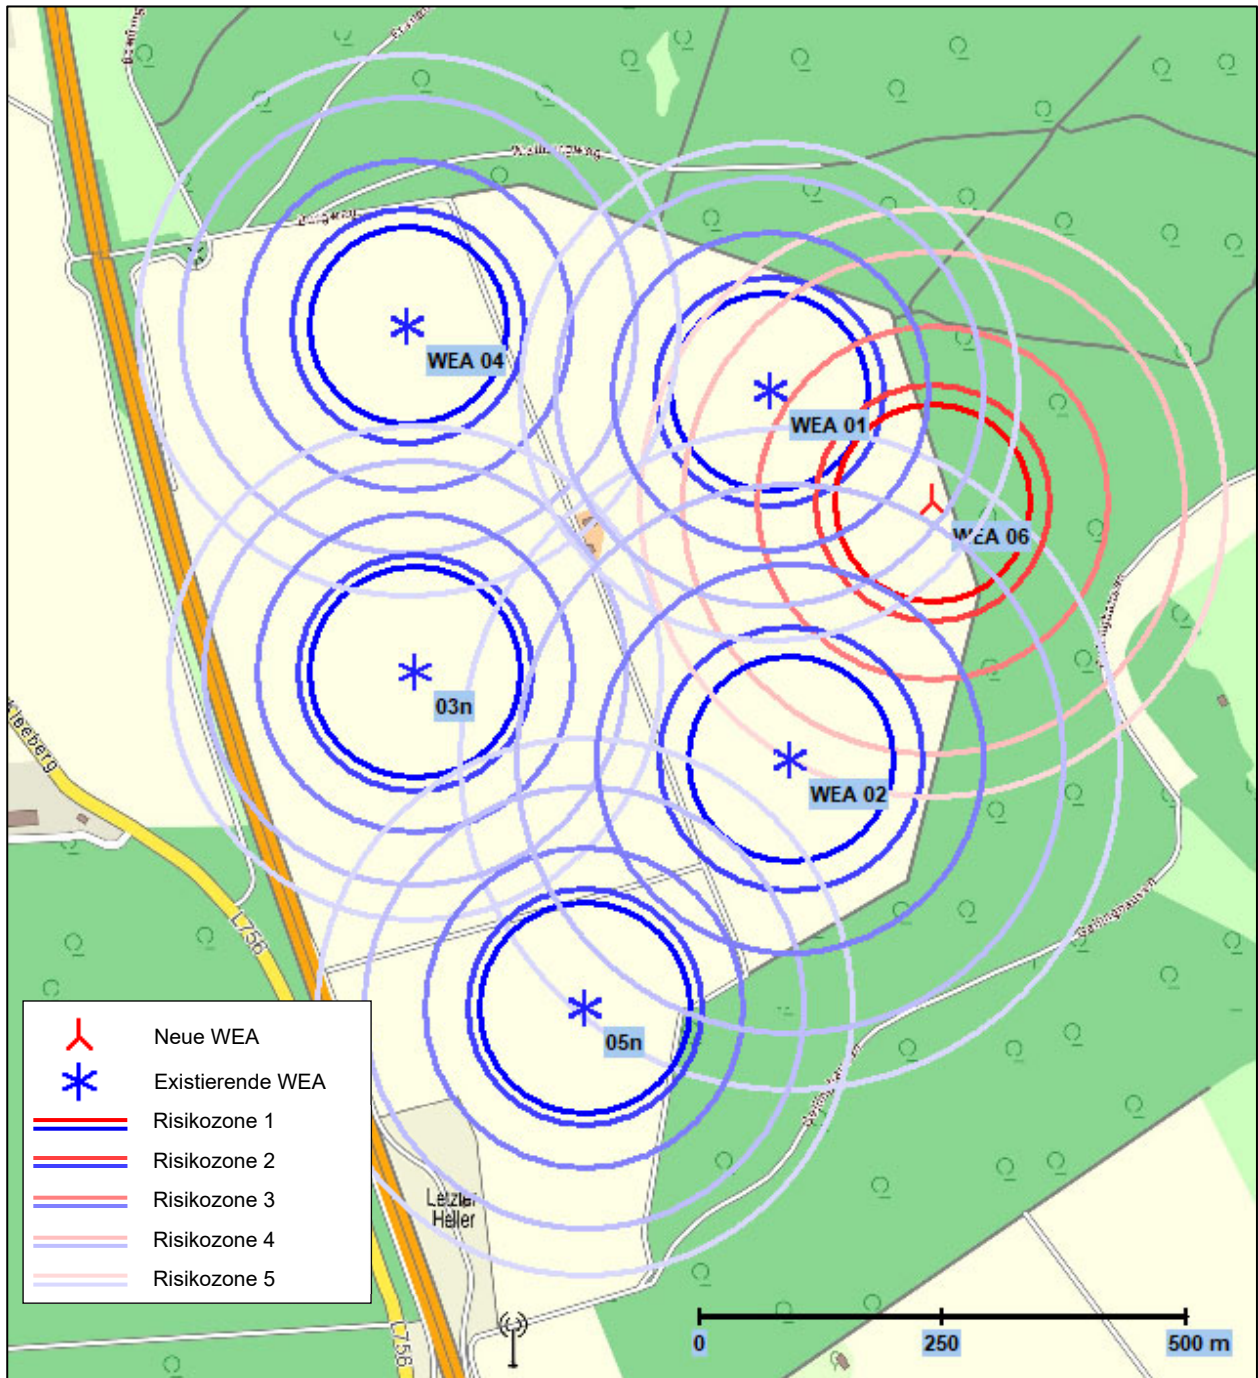 WEA 04
WEA 01
WEA 06
03n
WEA 02
Kleeberg
L756
05n
Neue WEA
Existierende WEA
Risikozone 1
Risikozone 2
Risikozone 3
Risikozone 4
Risikozone 5
Letzter
Heller
L756
0
250
500 m